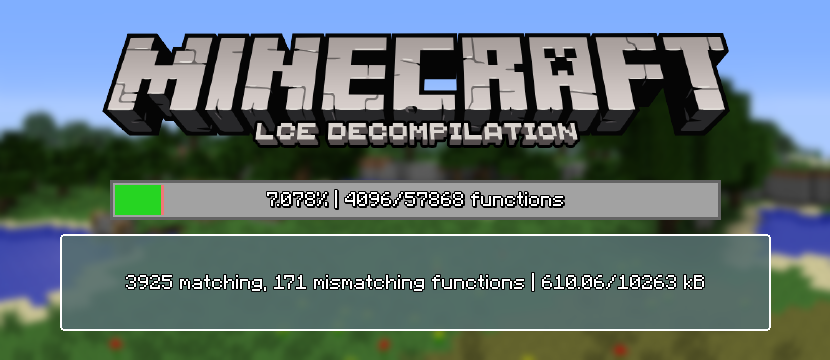 MINECRAFT
LCE DECOMPILATION
7.078% | 4096/57868 functions
3925 matching, 171 mismatching functions | 610.06/10263 kB